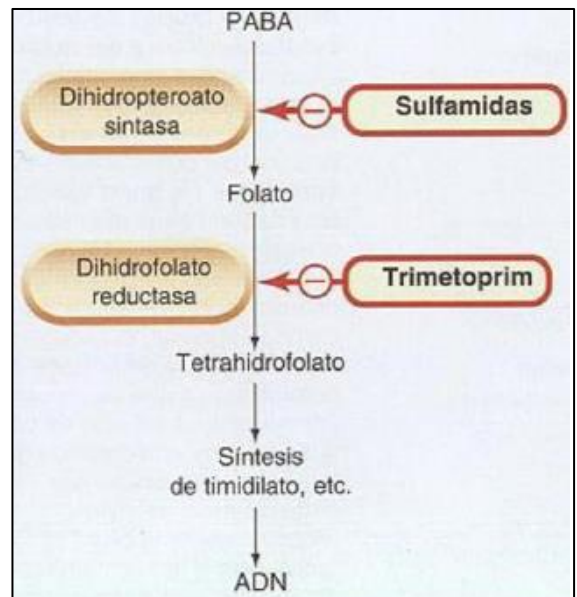 PABA
Dihidropteroato
sintasa
Sulfamidas
Folato
Dihidrofolato
reductasa
Trimetoprim
Tetrahidrofolato
Síntesis
de timidilato, etc.
ADN